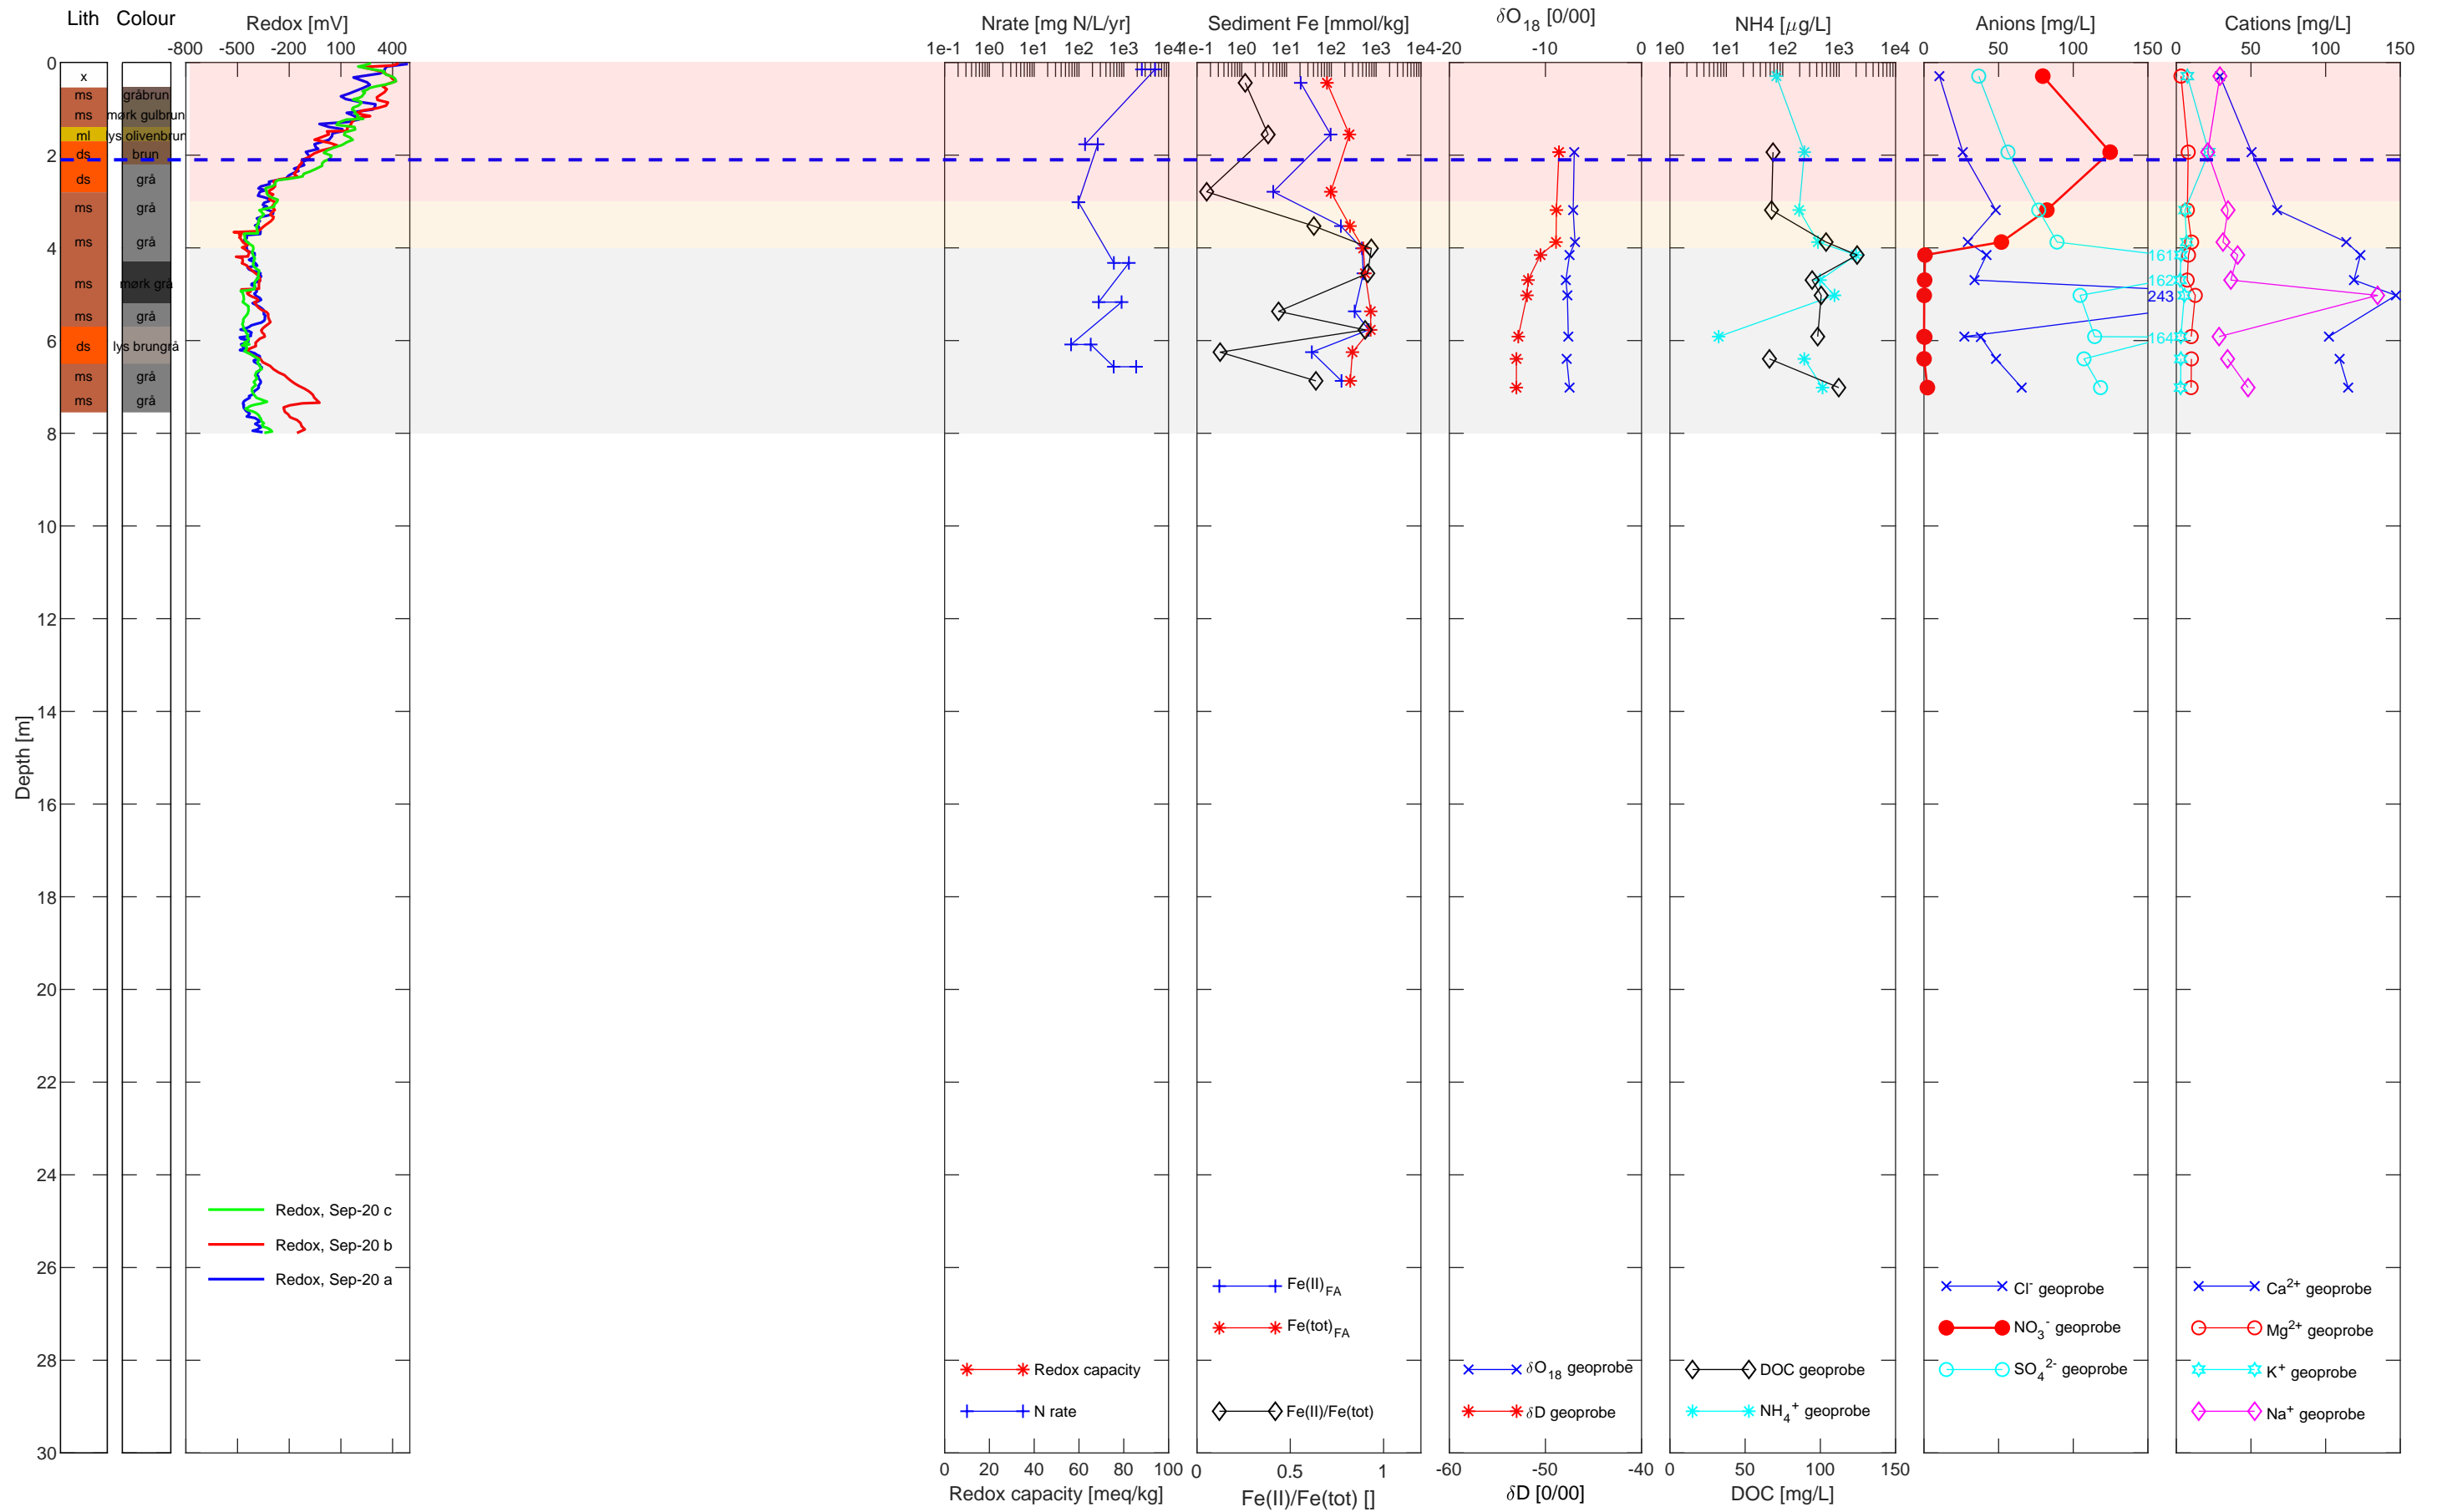 Lith Colour Redox [mV] Nrate [mg N/L/yr] Sediment Fe [mmol/kg] δO18 [0/00] NH4 [μg/L] Anions [mg/L] Cations [mg/L]
-800 -500 -200 100 400 1e-1 1e0 1e1 1e2 1e3 1e4 1e-1 1e0 1e1 1e2 1e3 1e4 -20 -10 0 1e0 1e1 1e2 1e3 1e4 0 50 100 150 0 50 100 150
0
x
ms gråbrun
ms mørk gulbrun
ml lys olivenbrun
2 ds brun
ds grå
ms grå
4 ms grå
161
ms mørk grå 162
243
ms grå
6 ds lys brungrå 164
ms grå
ms grå
8
10
12
14
Depth [m]
16
18
20
22
24
Redox, Sep-20 c
Redox, Sep-20 b
26
Redox, Sep-20 a Fe(II)FA Cl- geoprobe Ca2+ geoprobe
Fe(tot)FA NO3- geoprobe Mg2+ geoprobe
28 Redox capacity δO18 geoprobe DOC geoprobe SO42- geoprobe K+ geoprobe
N rate Fe(II)/Fe(tot) δD geoprobe NH4+ geoprobe Na+ geoprobe
30
0 20 40 60 80 100 0 0.5 1 -60 -50 -40 0 50 100 150
Redox capacity [meq/kg] Fe(II)/Fe(tot) [] δD [0/00] DOC [mg/L]